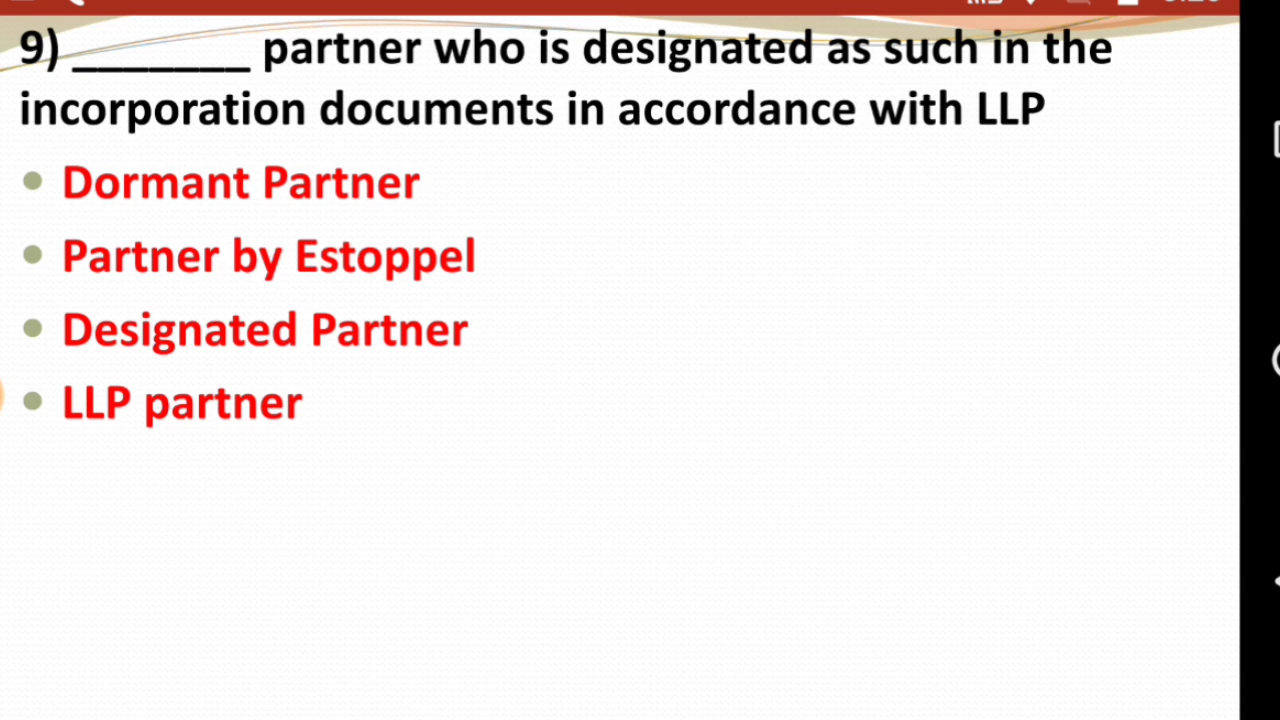 9) _______ partner who is designated as such in the
incorporation documents in accordance with LLP
Dormant Partner
Partner by Estoppel
Designated Partner
LLP partner